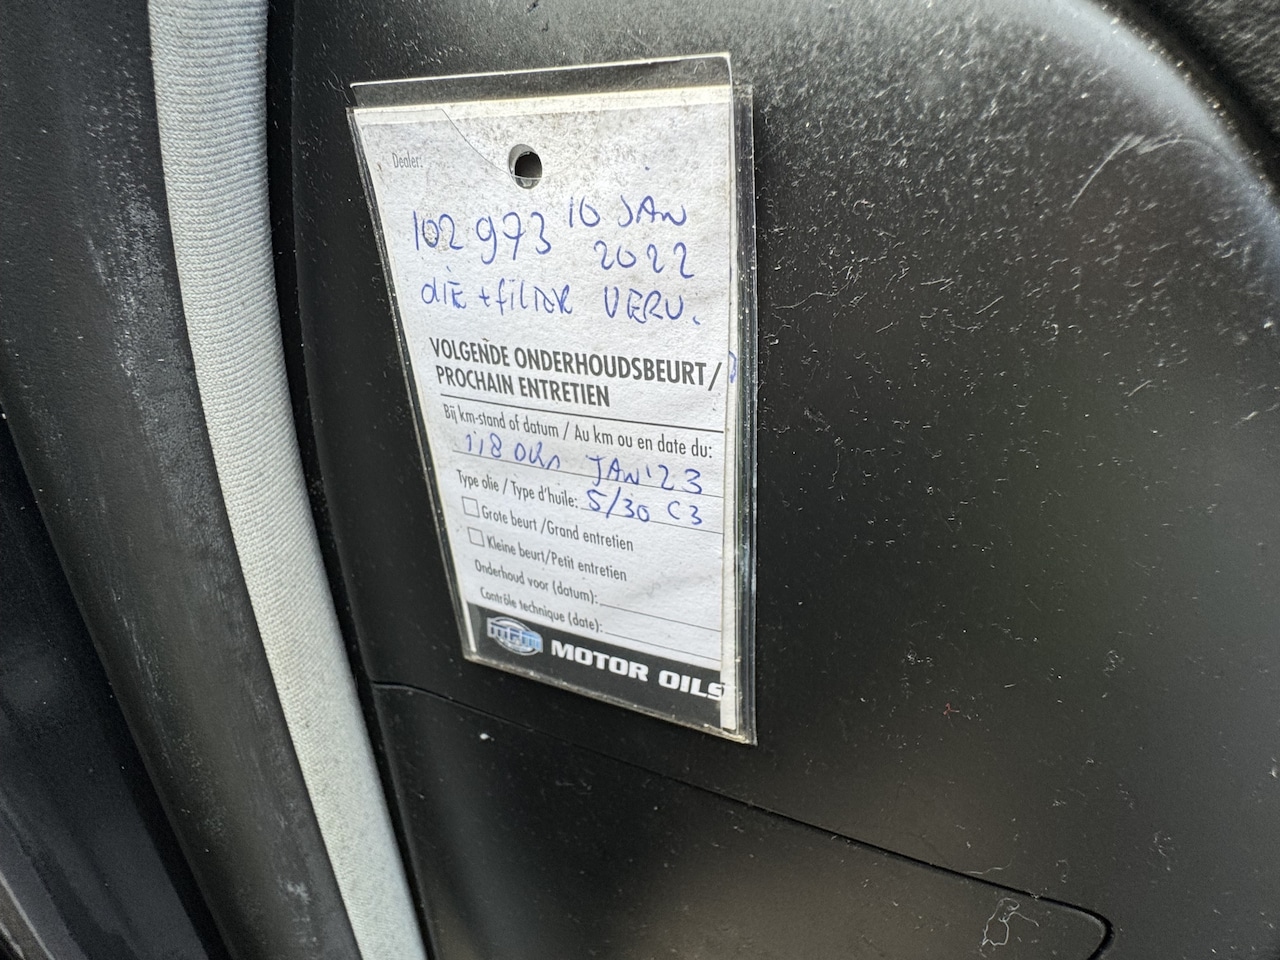 Dealer:
102 973 10 JAN
2022
OLIE + FILTER VERV.
VOLGENDE ONDERHOUDSBEURT/
PROCHAIN ENTRETIEN
Bij km-stand of datum / Au km ou en date du:
JAN '23
Type olie / Type d'huile: 5/30 C3
Grote beurt /Grand entretien
Kleine beurt/Petit entretien
Onderhoud voor (datum):
Contrôle technique (date):
MPM MOTOR OILS